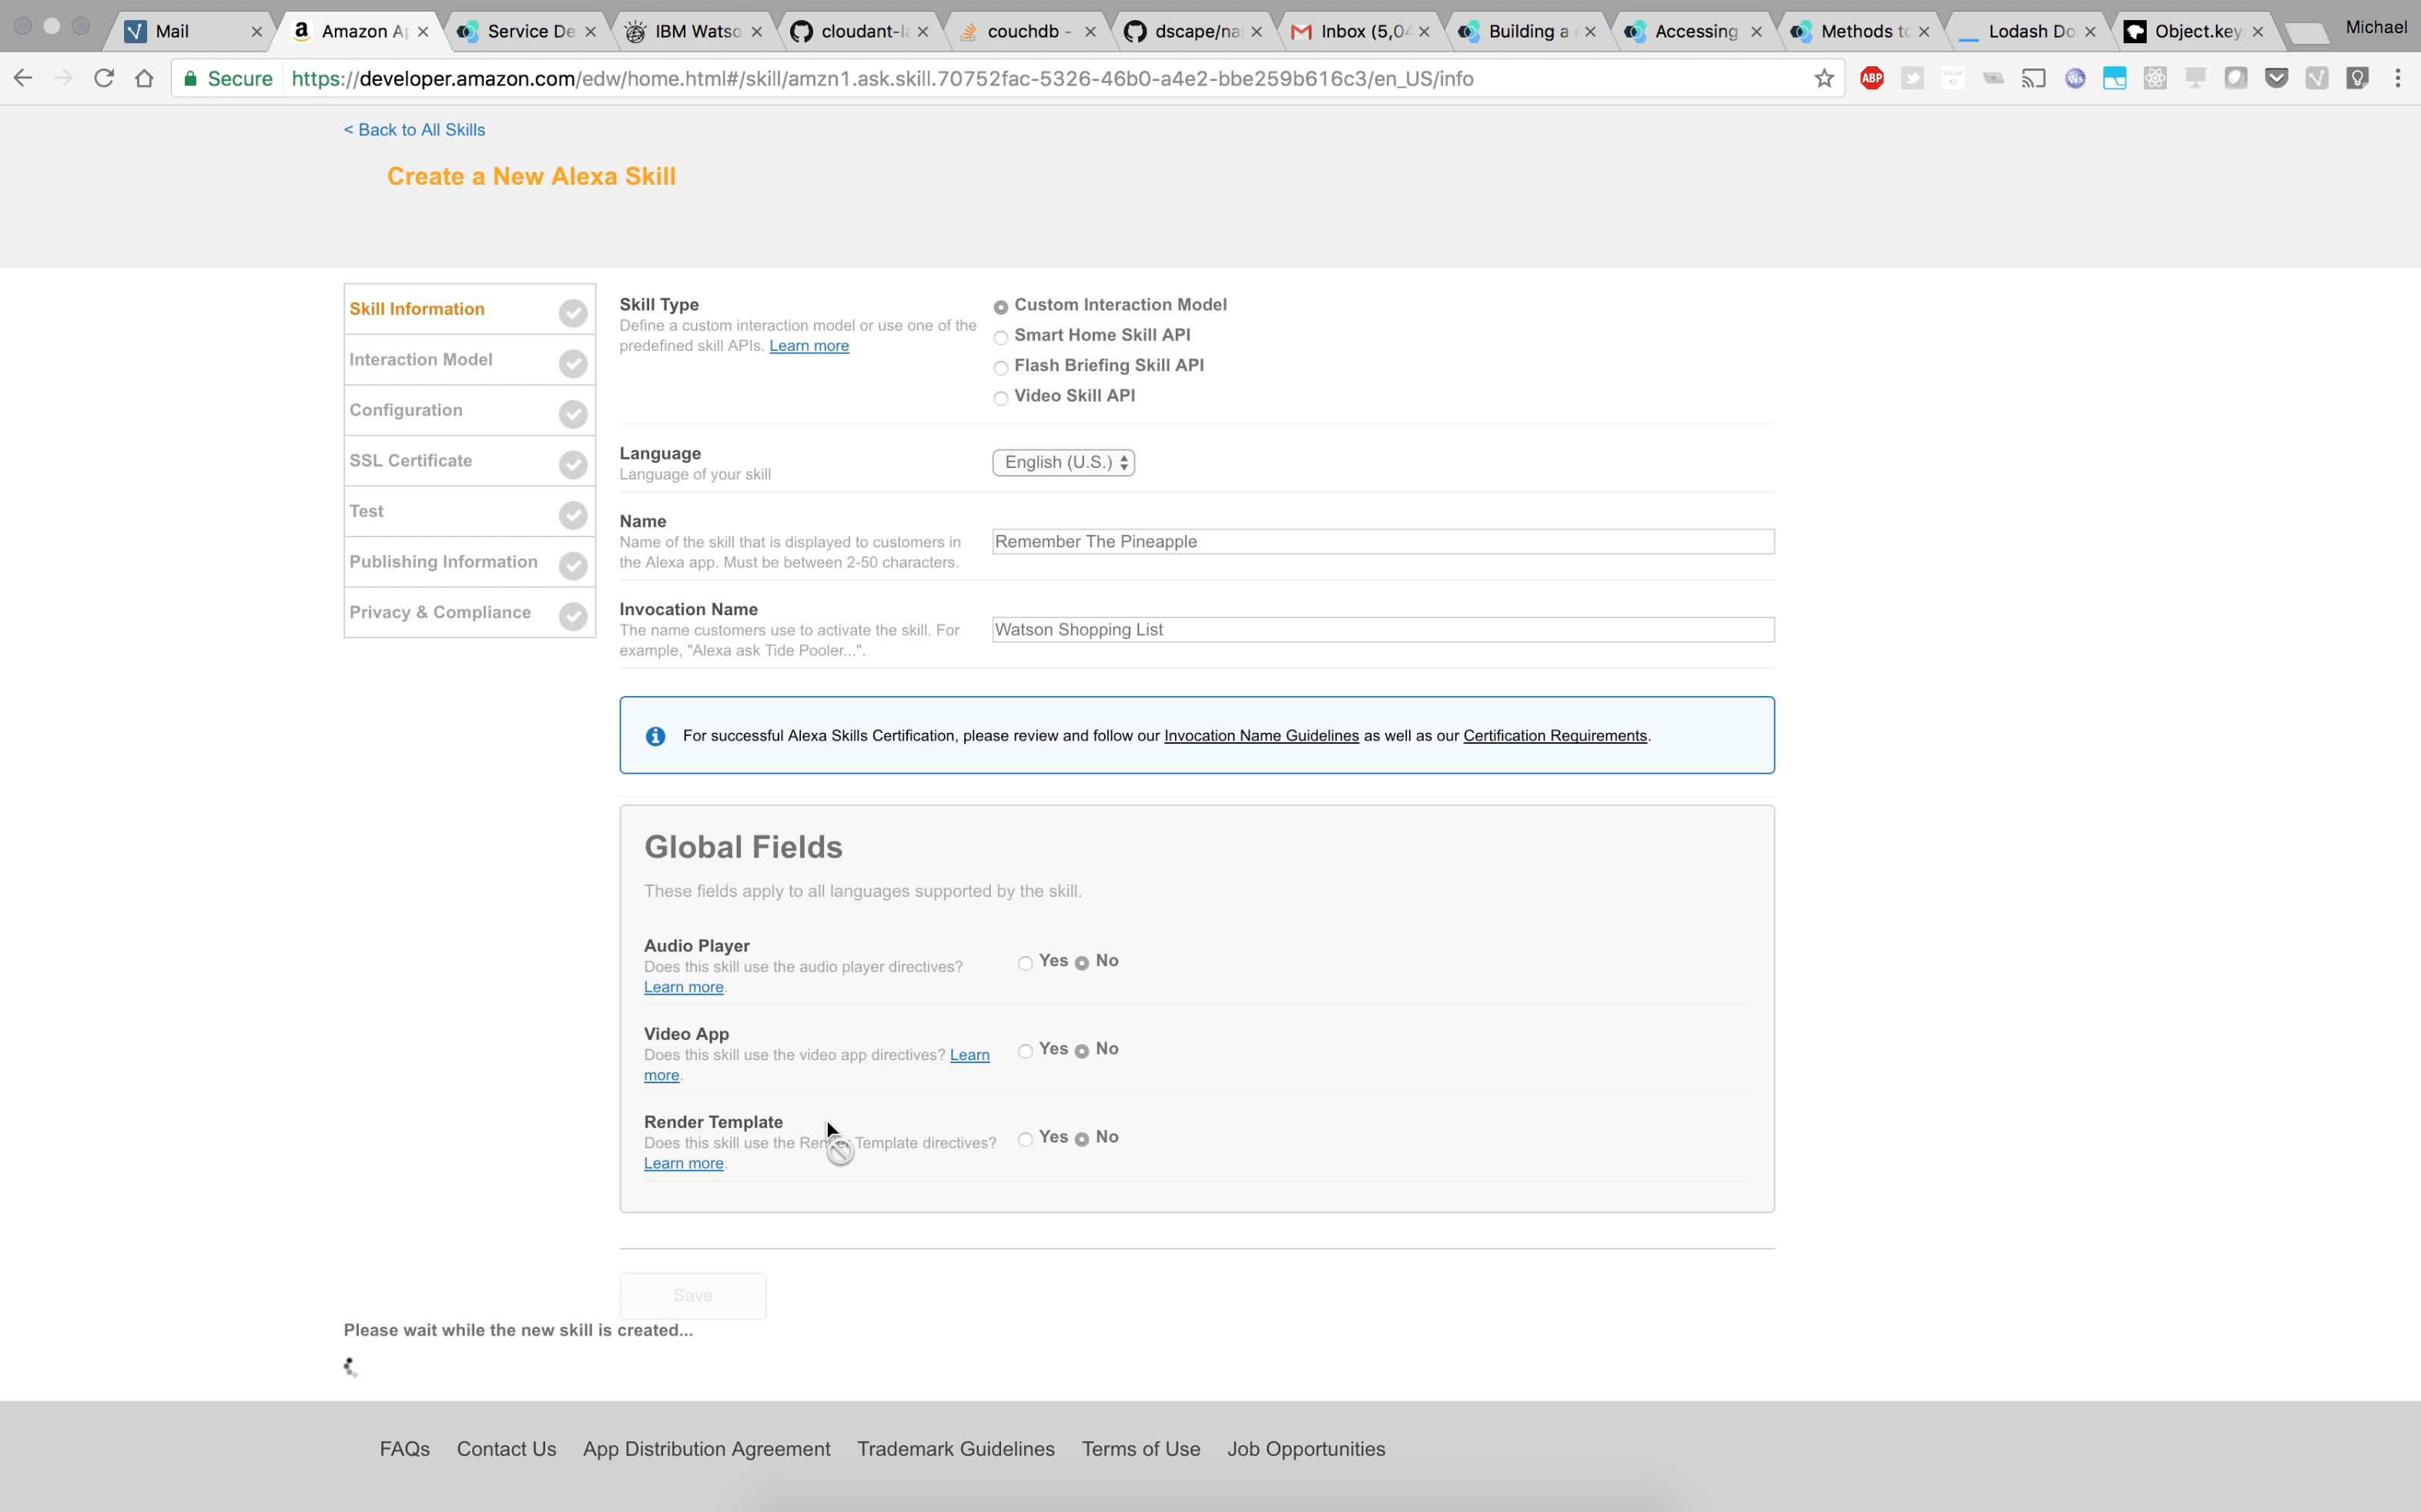 Mail
Amazon Ap
Service De
IBM Watso
cloudant-la
couchdb -
dscape/na
Inbox (5,04
Building a
Accessing
Methods to
Lodash Do
Object.key
Michael
Secure
https://developer.amazon.com/edw/home.html#/skill/amzn1.ask.skill.70752fac-5326-46b0-a4e2-bbe259b616c3/en_US/info
ABP
< Back to All Skills
Create a New Alexa Skill
Skill Information
Interaction Model
Configuration
SSL Certificate
Test
Publishing Information
Privacy & Compliance
Skill Type
Define a custom interaction model or use one of the
predefined skill APIs. Learn more
Custom Interaction Model
Smart Home Skill API
Flash Briefing Skill API
Video Skill API
Language
Language of your skill
English (U.S.)
Name
Name of the skill that is displayed to customers in
the Alexa app. Must be between 2-50 characters.
Remember The Pineapple
Invocation Name
The name customers use to activate the skill. For
example, "Alexa ask Tide Pooler...".
Watson Shopping List
For successful Alexa Skills Certification, please review and follow our Invocation Name Guidelines as well as our Certification Requirements.
Global Fields
These fields apply to all languages supported by the skill.
Audio Player
Does this skill use the audio player directives?
Learn more.
Yes No
Video App
Does this skill use the video app directives? Learn
more.
Yes No
Render Template
Does this skill use the Render Template directives?
Learn more.
Yes No
Save
Please wait while the new skill is created...
FAQs Contact Us App Distribution Agreement Trademark Guidelines Terms of Use Job Opportunities